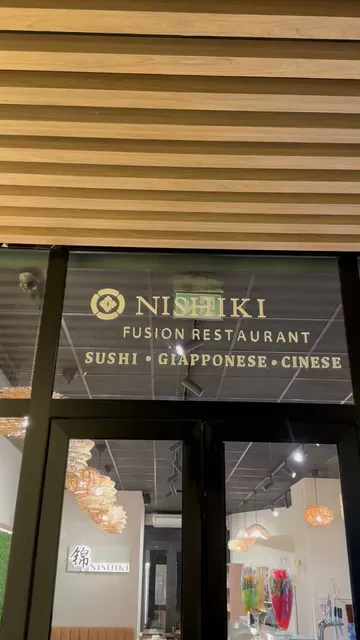 NISHIKI
FUSION RESTAURANT
SUSHI • GIAPPONESE • CINESE
錦 NISHIKI